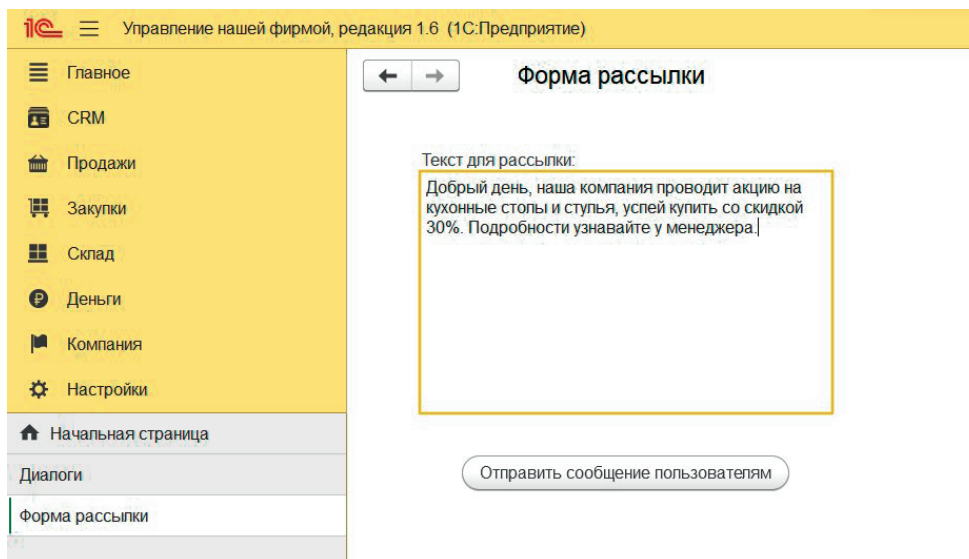 1С Управление нашей фирмой, редакция 1.6 (1С:Предприятие)
Главное
CRM
Продажи
Закупки
Склад
Деньги
Компания
Настройки
Начальная страница
Диалоги
Форма рассылки
Форма рассылки
Текст для рассылки:
Добрый день, наша компания проводит акцию на
кухонные столы и стулья, успей купить со скидкой
30%. Подробности узнавайте у менеджера.
Отправить сообщение пользователям